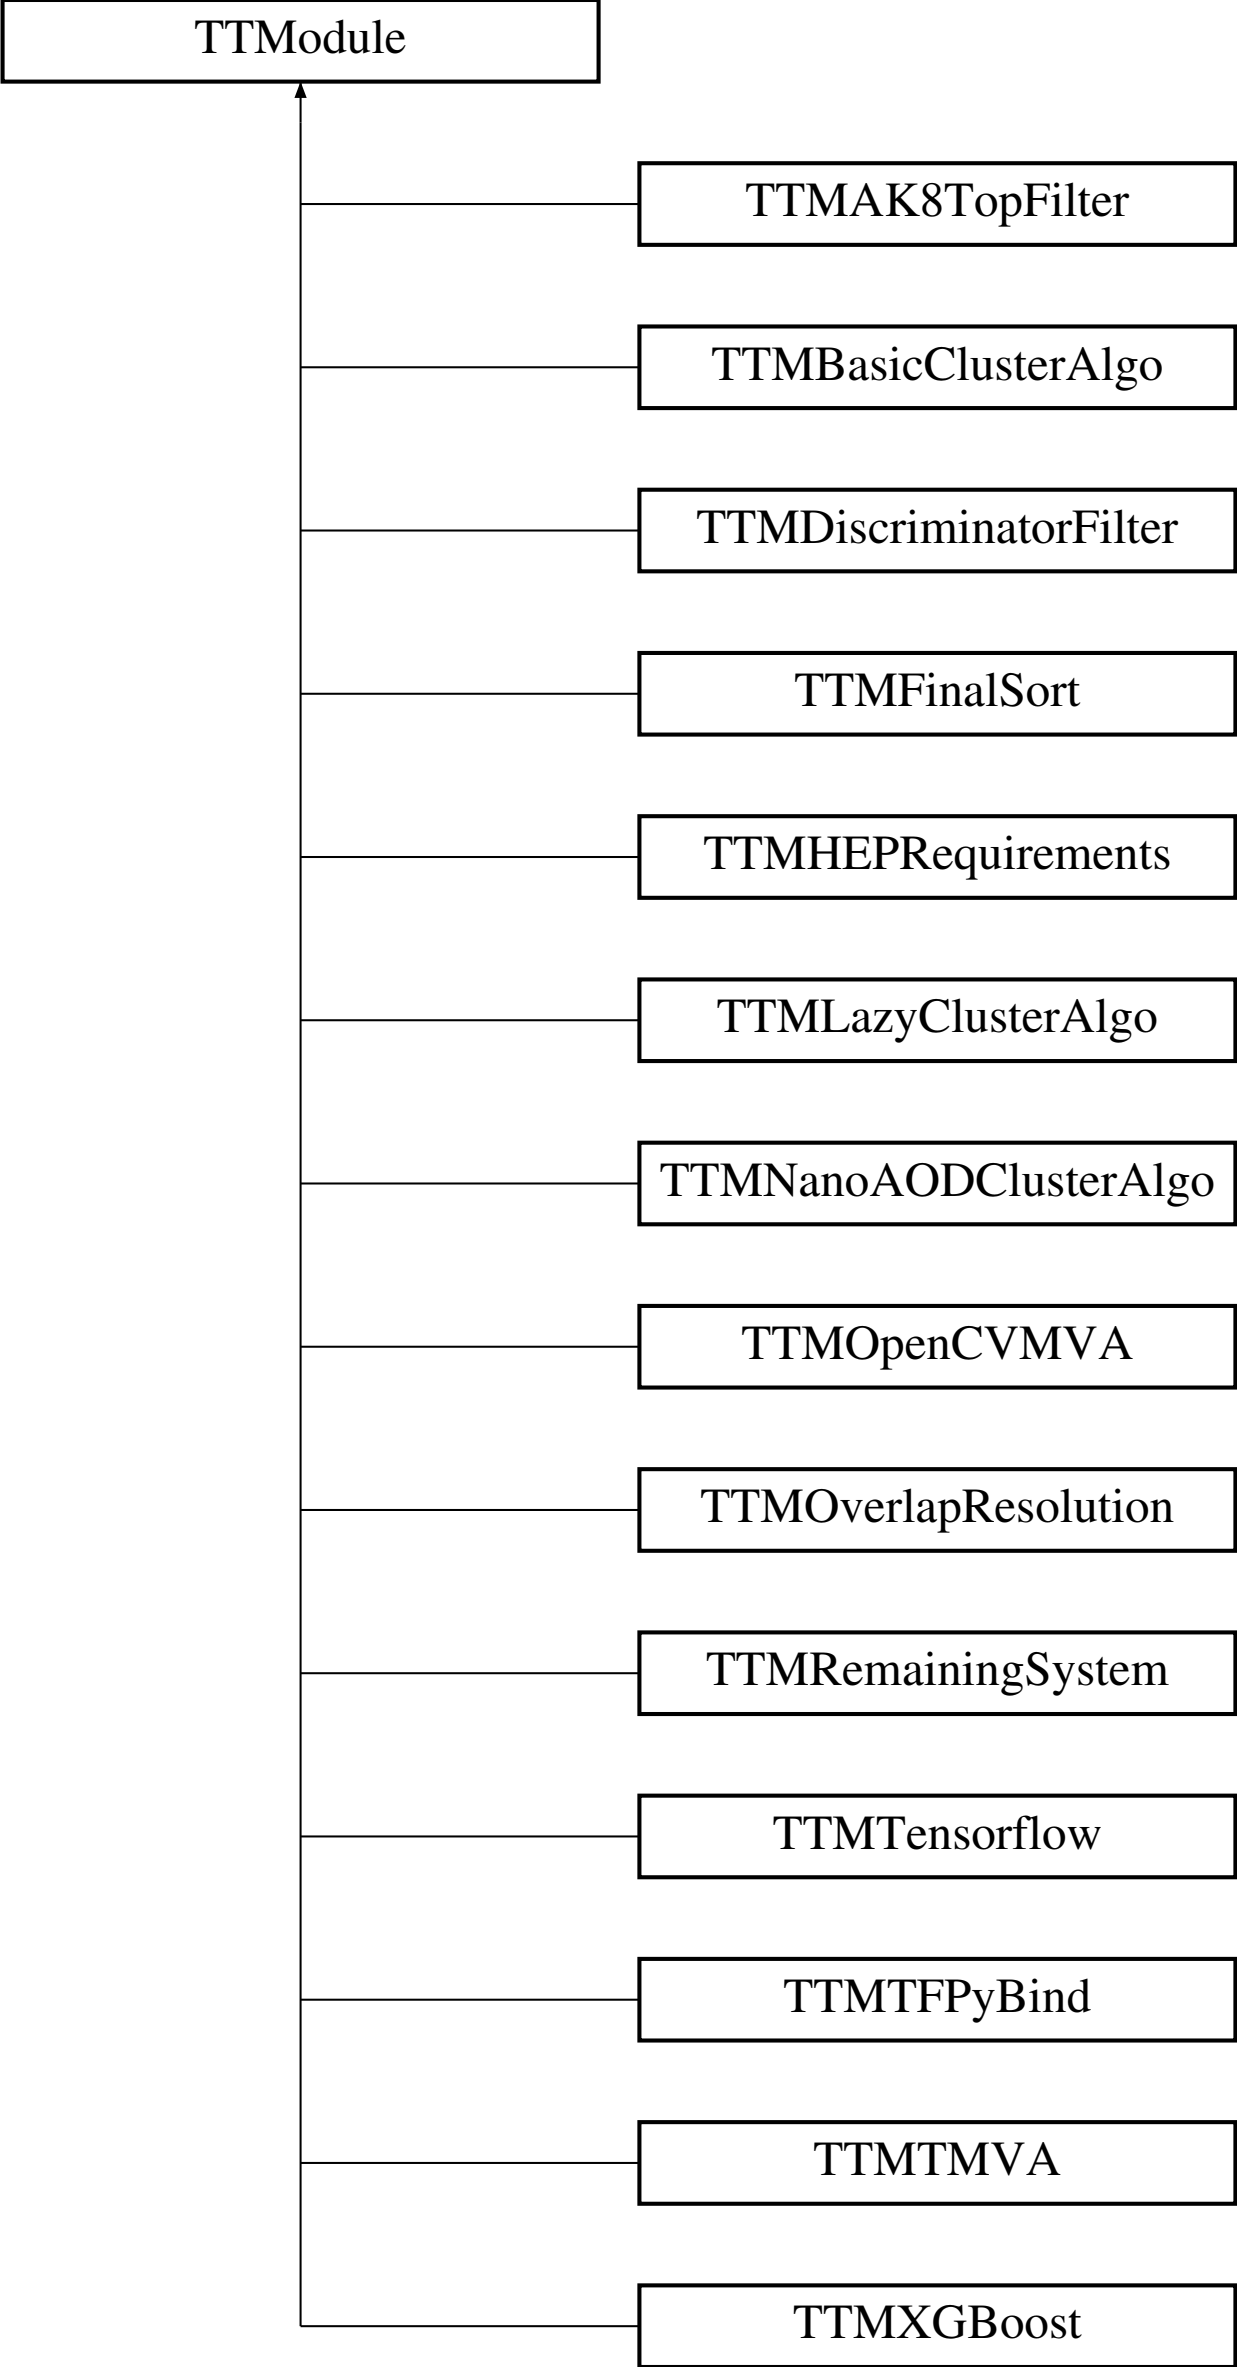 TTModule
TTMAK8TopFilter
TTMBasicClusterAlgo
TTMDiscriminatorFilter
TTMFinalSort
TTMHEPRequirements
TTMLazyClusterAlgo
TTMNanoAODClusterAlgo
TTMOpenCVMVA
TTMOverlapResolution
TTMRemainingSystem
TTMTensorflow
TTMTFPyBind
TTMTMVA
TTMXGBoost